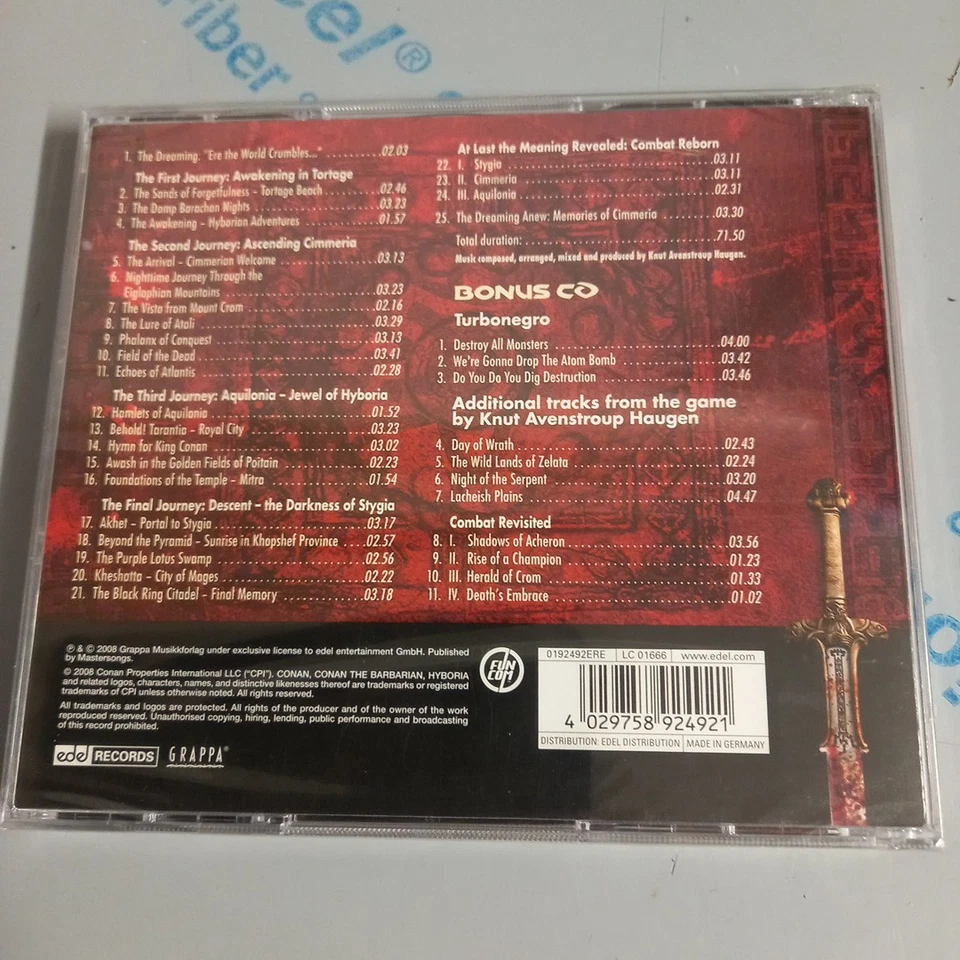 cel®
fiber
1. The Dreaming: "Ere the World Crumbles... ..........02.03
The First Journey: Awakening in Tortage
2. The Sands of Forgetfulness – Tortage Beach..........02.46
3. The Damp Barachan Nights ..........03.23
4. The Awakening – Hyborian Adventures ..........01.57
The Second Journey: Ascending Cimmeria
5. The Arrival – Cimmerian Welcome ..........03.13
6. Nighttime Journey Through the
Eiglophian Mountains ..........03.23
7. The Vista from Mount Crom ..........02.16
8. The Lure of Atali ..........03.29
9. Phalanx of Conquest ..........03.13
10. Field of the Dead ..........03.41
11. Echoes of Atlantis ..........02.28
The Third Journey: Aquilonia – Jewel of Hyboria
12. Hamlets of Aquilonia ..........01.52
13. Behold! Tarantia – Royal City ..........03.23
14. Hymn for King Conan ..........03.02
15. Awash in the Golden Fields of Poitain ..........02.23
16. Foundations of the Temple – Mitra ..........01.54
The Final Journey: Descent – the Darkness of Stygia
17. Akhet – Portal to Stygia ..........03.17
18. Beyond the Pyramid – Sunrise in Khopshef Province ....02.57
19. The Purple Lotus Swamp ..........02.56
20. Kheshatta – City of Mages ..........02.22
21. The Black Ring Citadel – Final Memory ..........03.18
At Last the Meaning Revealed: Combat Reborn
22. I. Stygia ..........03.11
23. II. Cimmeria ..........03.11
24. III. Aquilonia ..........02.31
25. The Dreaming Anew: Memories of Cimmeria ..........03.30
Total duration:..........71.50
Music composed, arranged, mixed and produced by Knut Avenstroup Haugen.
BONUS CD
Turbonegro
1. Destroy All Monsters ..........04.00
2. We're Gonna Drop The Atom Bomb ..........03.42
3. Do You Do You Dig Destruction ..........03.46
Additional tracks from the game
by Knut Avenstroup Haugen
4. Day of Wrath ..........02.43
5. The Wild Lands of Zelata ..........02.24
6. Night of the Serpent ..........03.20
7. Lacheish Plains ..........04.47
Combat Revisited
8. I. Shadows of Acheron ..........03.56
9. II. Rise of a Champion ..........01.23
10. III. Herald of Crom ..........01.33
11. IV. Death's Embrace ..........01.02
℗ & © 2008 Grappa Musikkforlag under exclusive license to edel entertainment GmbH. Published
by Mastersongs.
© 2008 Conan Properties International LLC ("CPI"). CONAN, CONAN THE BARBARIAN, HYBORIA
and related logos, characters, names, and distinctive likenesses thereof are trademarks or registered
trademarks of CPI unless otherwise noted. All rights reserved.
All trademarks and logos are protected. All rights of the producer and of the owner of the work
reproduced reserved. Unauthorised copying, hiring, lending, public performance and broadcasting
of this record prohibited.
edel RECORDS GRAPPA®
FUN
COM
0192492ERE LC 01666 www.edel.com
4 029758 924921
DISTRIBUTION: EDEL DISTRIBUTION MADE IN GERMANY